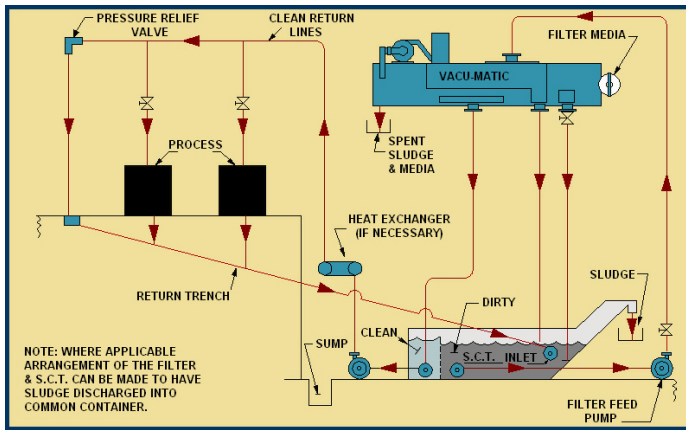 PRESSURE RELIEF
VALVE
CLEAN RETURN
LINES
VACU-MATIC
FILTER MEDIA
SPENT
SLUDGE
& MEDIA
PROCESS
HEAT EXCHANGER
(IF NECESSARY)
RETURN TRENCH
SLUDGE
DIRTY
CLEAN
S.C.T. INLET
SUMP
NOTE: WHERE APPLICABLE
ARRANGEMENT OF THE FILTER
& S.C.T. CAN BE MADE TO HAVE
SLUDGE DISCHARGED INTO
COMMON CONTAINER.
FILTER FEED
PUMP